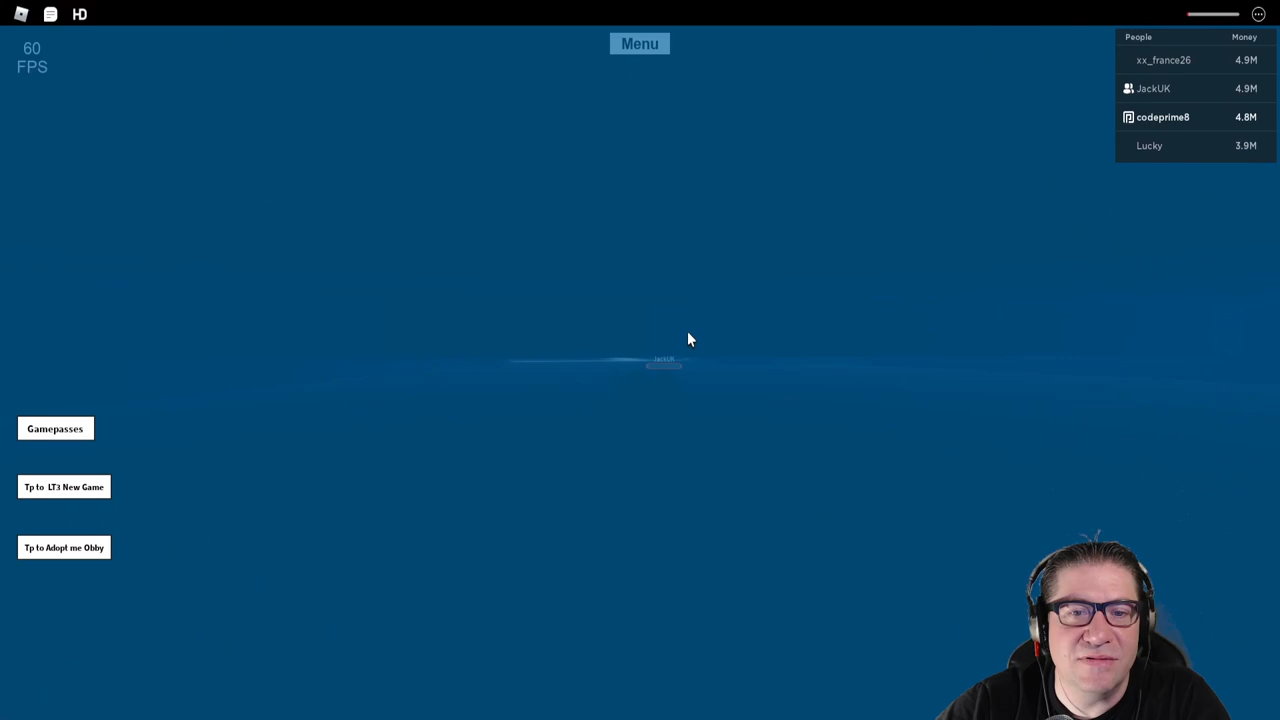 HD
60
FPS
Menu
People Money
xx_france26 4.9M
JackUK 4.9M
codeprime8 4.8M
Lucky 3.9M
JackUK
Gamepasses
Tp to LT3 New Game
Tp to Adopt me Obby